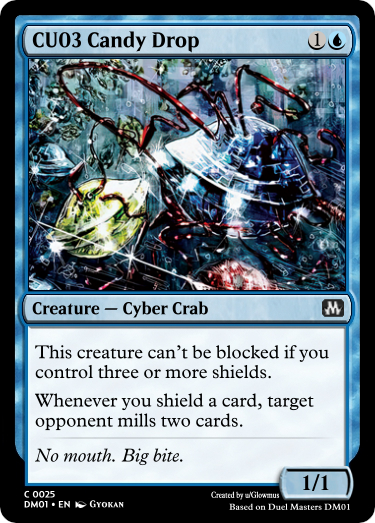 CU03 Candy Drop 1
Creature — Cyber Crab
This creature can't be blocked if you
control three or more shields.
Whenever you shield a card, target
opponent mills two cards.
No mouth. Big bite.
1/1
C 0025
DM01 • EN Gyokan
Created by u/Glowmus
Based on Duel Masters DM01